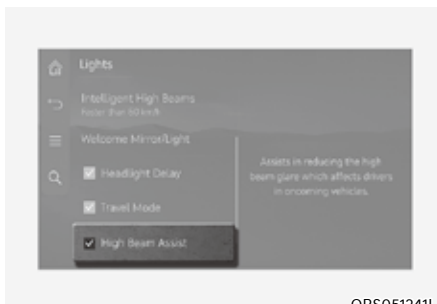 Lights
Intelligent High Beams
Faster than 60 km/h
Welcome Mirror/Light
Headlight Delay
Travel Mode
High Beam Assist
Assists in reducing the high
beam glare which affects drivers
in oncoming vehicles.